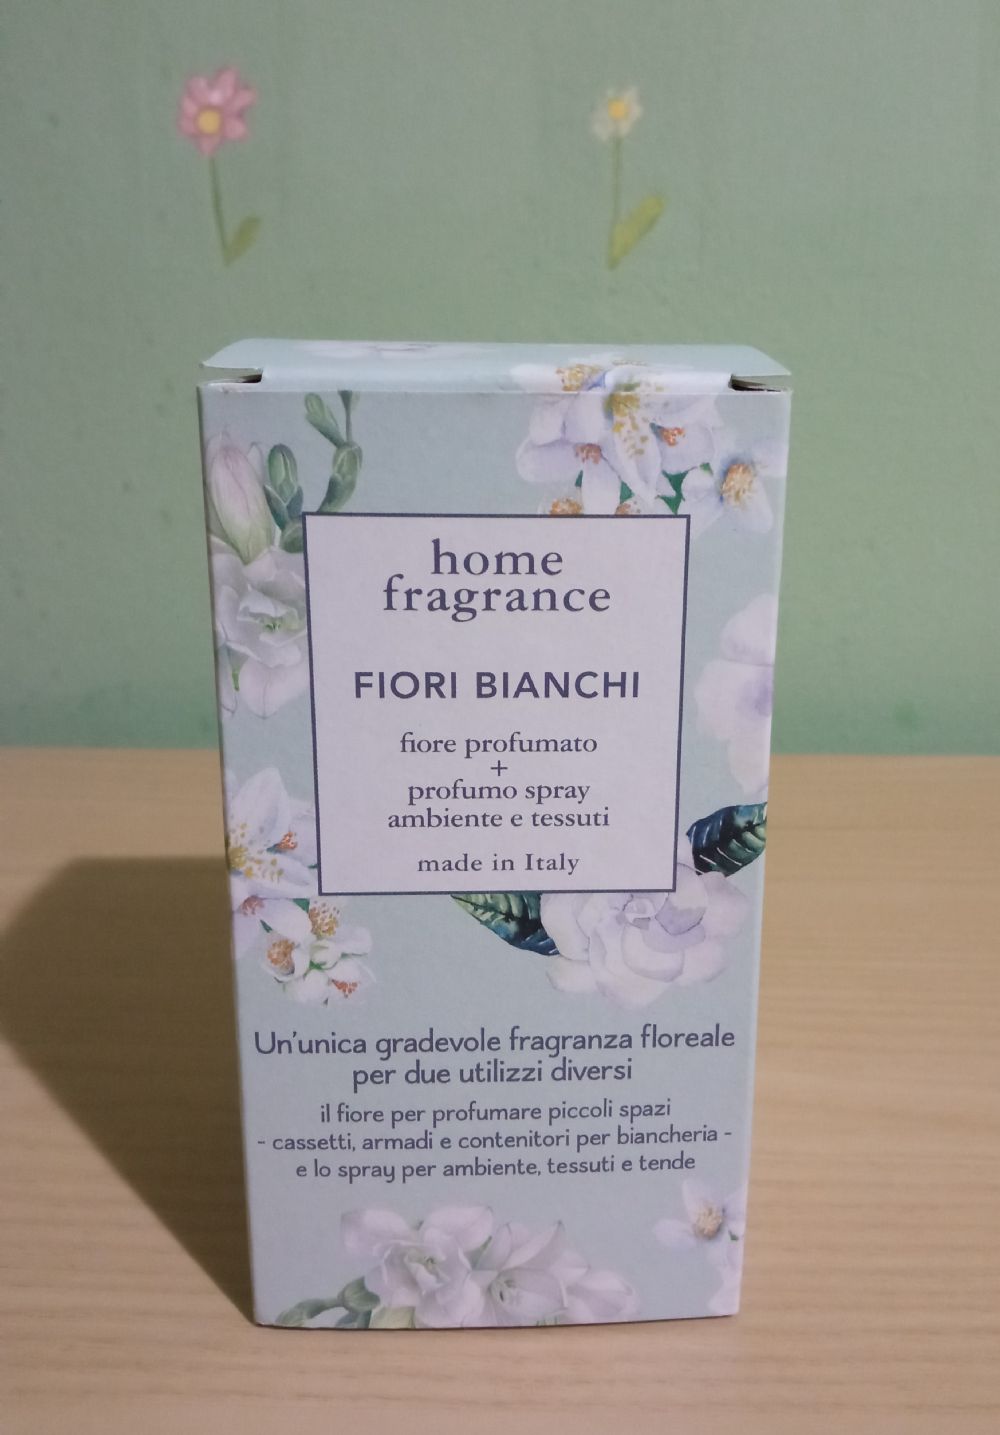 home
fragrance
FIORI BIANCHI
fiore profumato
+
profumo spray
ambiente e tessuti
made in Italy
Un'unica gradevole fragranza floreale
per due utilizzi diversi
il fiore per profumare piccoli spazi
- cassetti, armadi e contenitori per biancheria -
e lo spray per ambiente, tessuti e tende